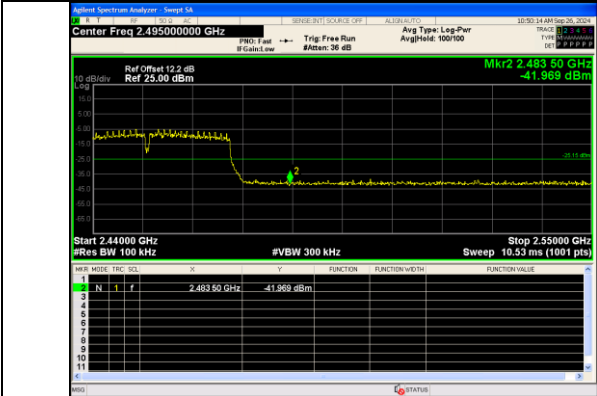 Agilent Spectrum Analyzer - Swept SA
R T RF 50 Ω AC SENSE:INT SOURCE OFF ALIGN AUTO 10:50:14 AM Sep 26, 2024
Center Freq 2.495000000 GHz
PNO: Fast
IFGain:Low
Trig: Free Run
#Atten: 36 dB
Avg Type: Log-Pwr
Avg|Hold: 100/100
TRACE 1 2 3 4 5 6
TYPE
DET P P P P P P
Mkr2 2.483 50 GHz
-41.969 dBm
Ref Offset 12.2 dB
10 dB/div Ref 25.00 dBm
Log
15.0
5.00
-5.00
-15.0
-25.0
-35.0
-45.0
-55.0
-65.0
2
-25.15 dBm
Start 2.44000 GHz Stop 2.55000 GHz
#Res BW 100 kHz #VBW 300 kHz Sweep 10.53 ms (1001 pts)
MKR MODE TRC SCL X Y FUNCTION FUNCTION WIDTH FUNCTION VALUE
1
2 N 1 f 2.483 50 GHz -41.969 dBm
3
4
5
6
7
8
9
10
11
MSG STATUS